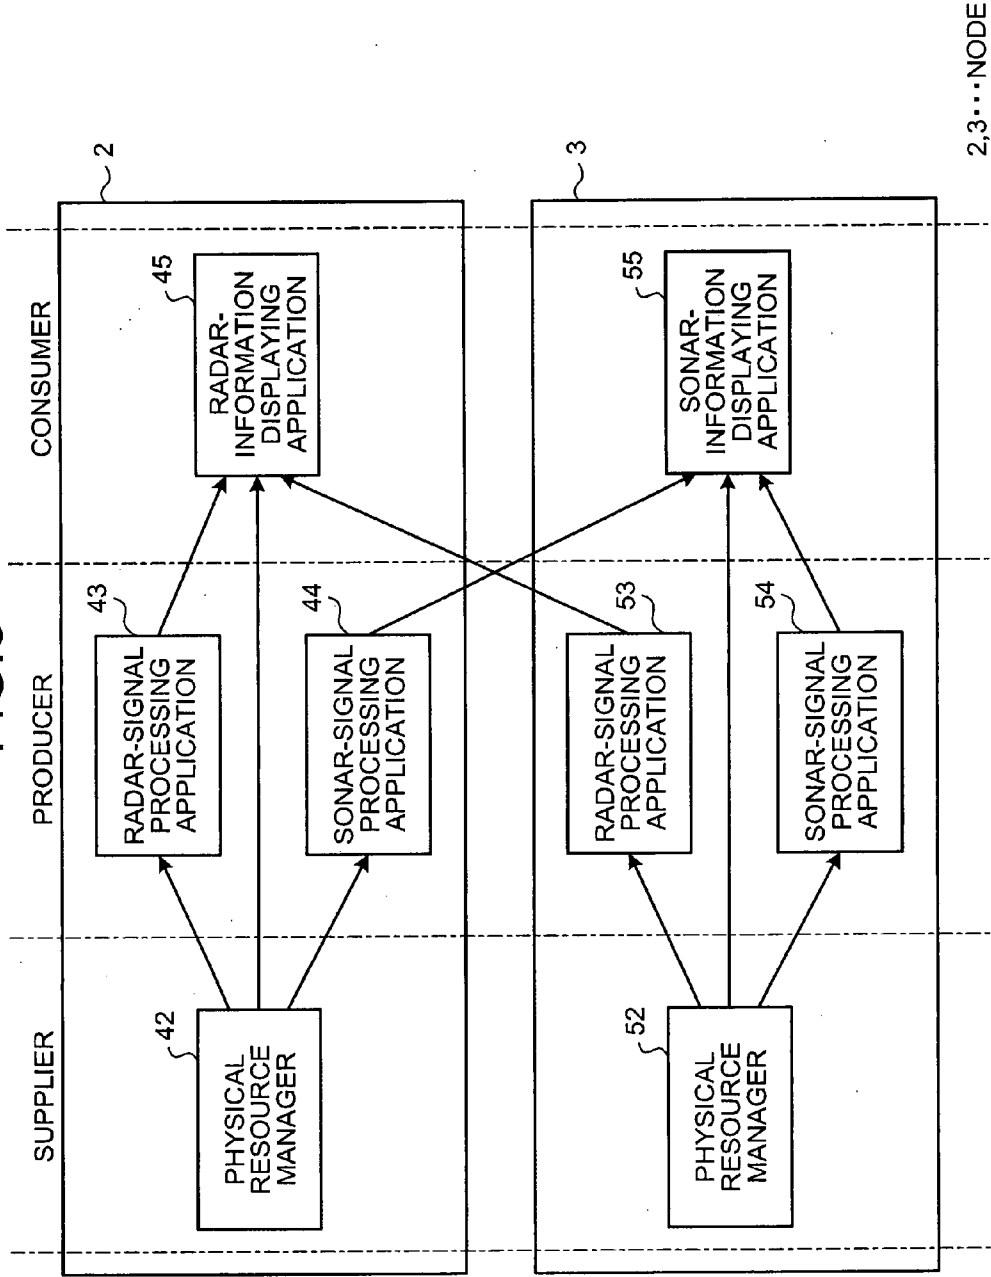 SUPPLIER
PRODUCER
CONSUMER
2
42
PHYSICAL
RESOURCE
MANAGER
43
RADAR-SIGNAL
PROCESSING
APPLICATION
44
SONAR-SIGNAL
PROCESSING
APPLICATION
45
RADAR-
INFORMATION
DISPLAYING
APPLICATION
3
52
PHYSICAL
RESOURCE
MANAGER
53
RADAR-SIGNAL
PROCESSING
APPLICATION
54
SONAR-SIGNAL
PROCESSING
APPLICATION
55
SONAR-
INFORMATION
DISPLAYING
APPLICATION
2,3···NODE